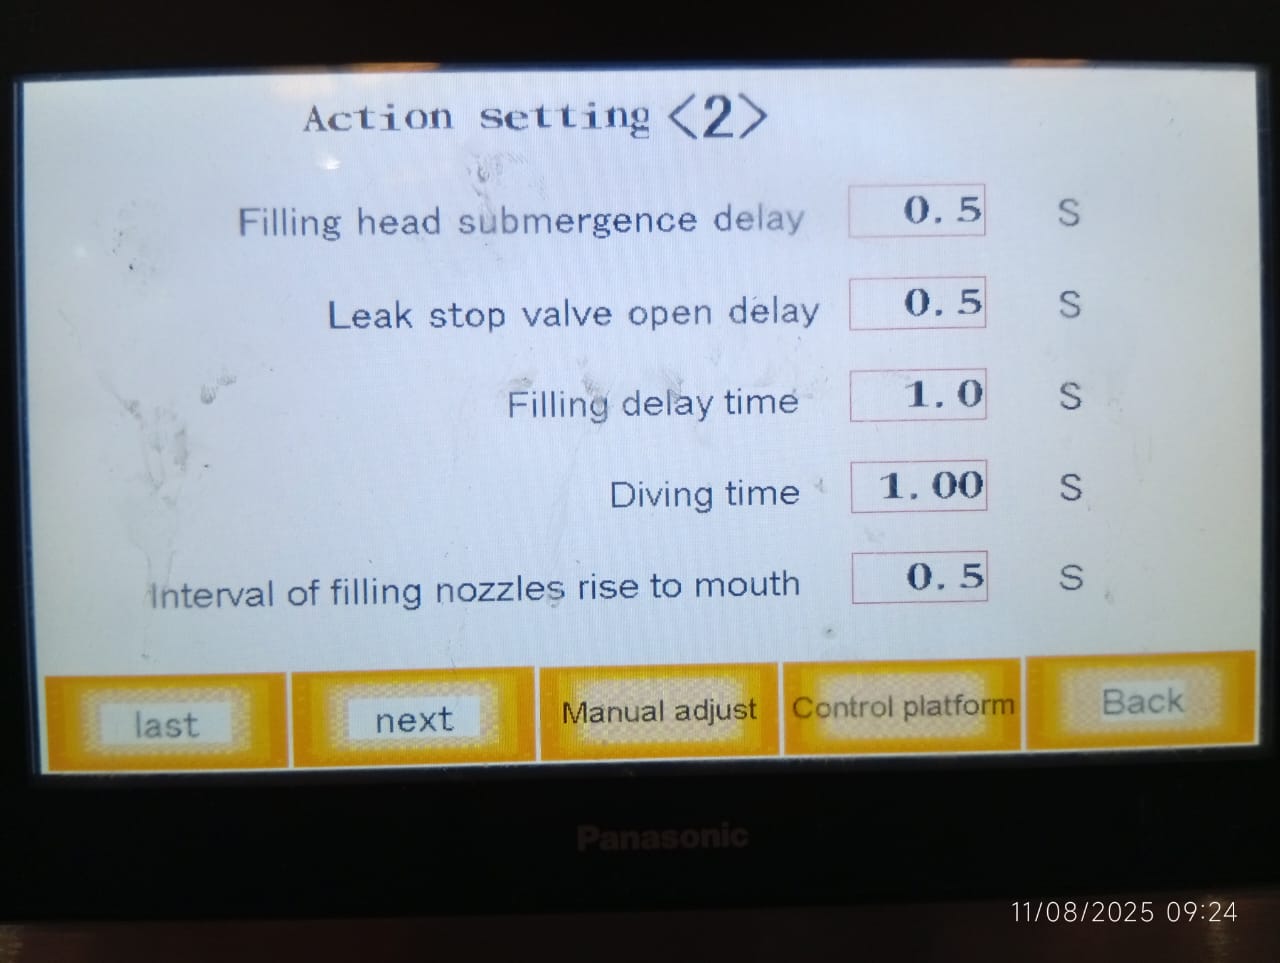 Action setting <2>
Filling head submergence delay 0.5 S
Leak stop valve open delay 0.5 S
Filling delay time 1.0 S
Diving time 1.00 S
Interval of filling nozzles rise to mouth 0.5 S
last next Manual adjust Control platform Back
Panasonic
11/08/2025 09:24